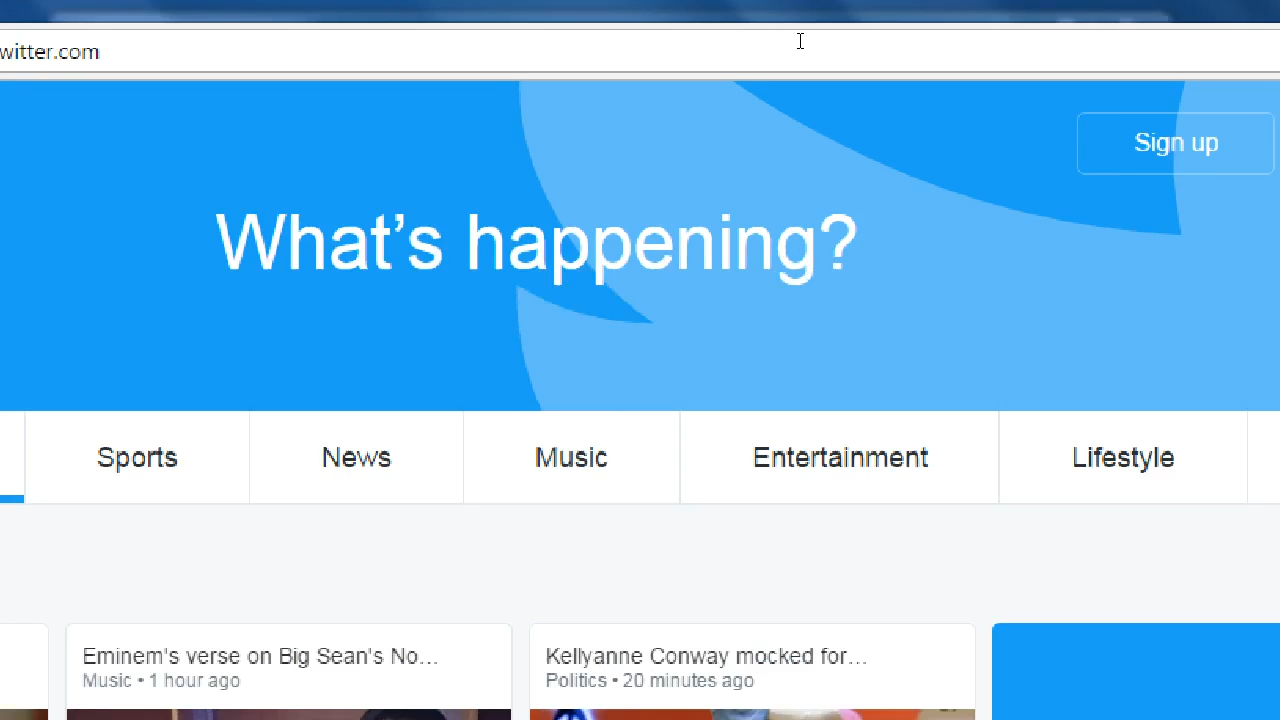 witter.com
Sign up
What’s happening?
Sports
News
Music
Entertainment
Lifestyle
Eminem's verse on Big Sean's No…
Music • 1 hour ago
Kellyanne Conway mocked for…
Politics • 20 minutes ago